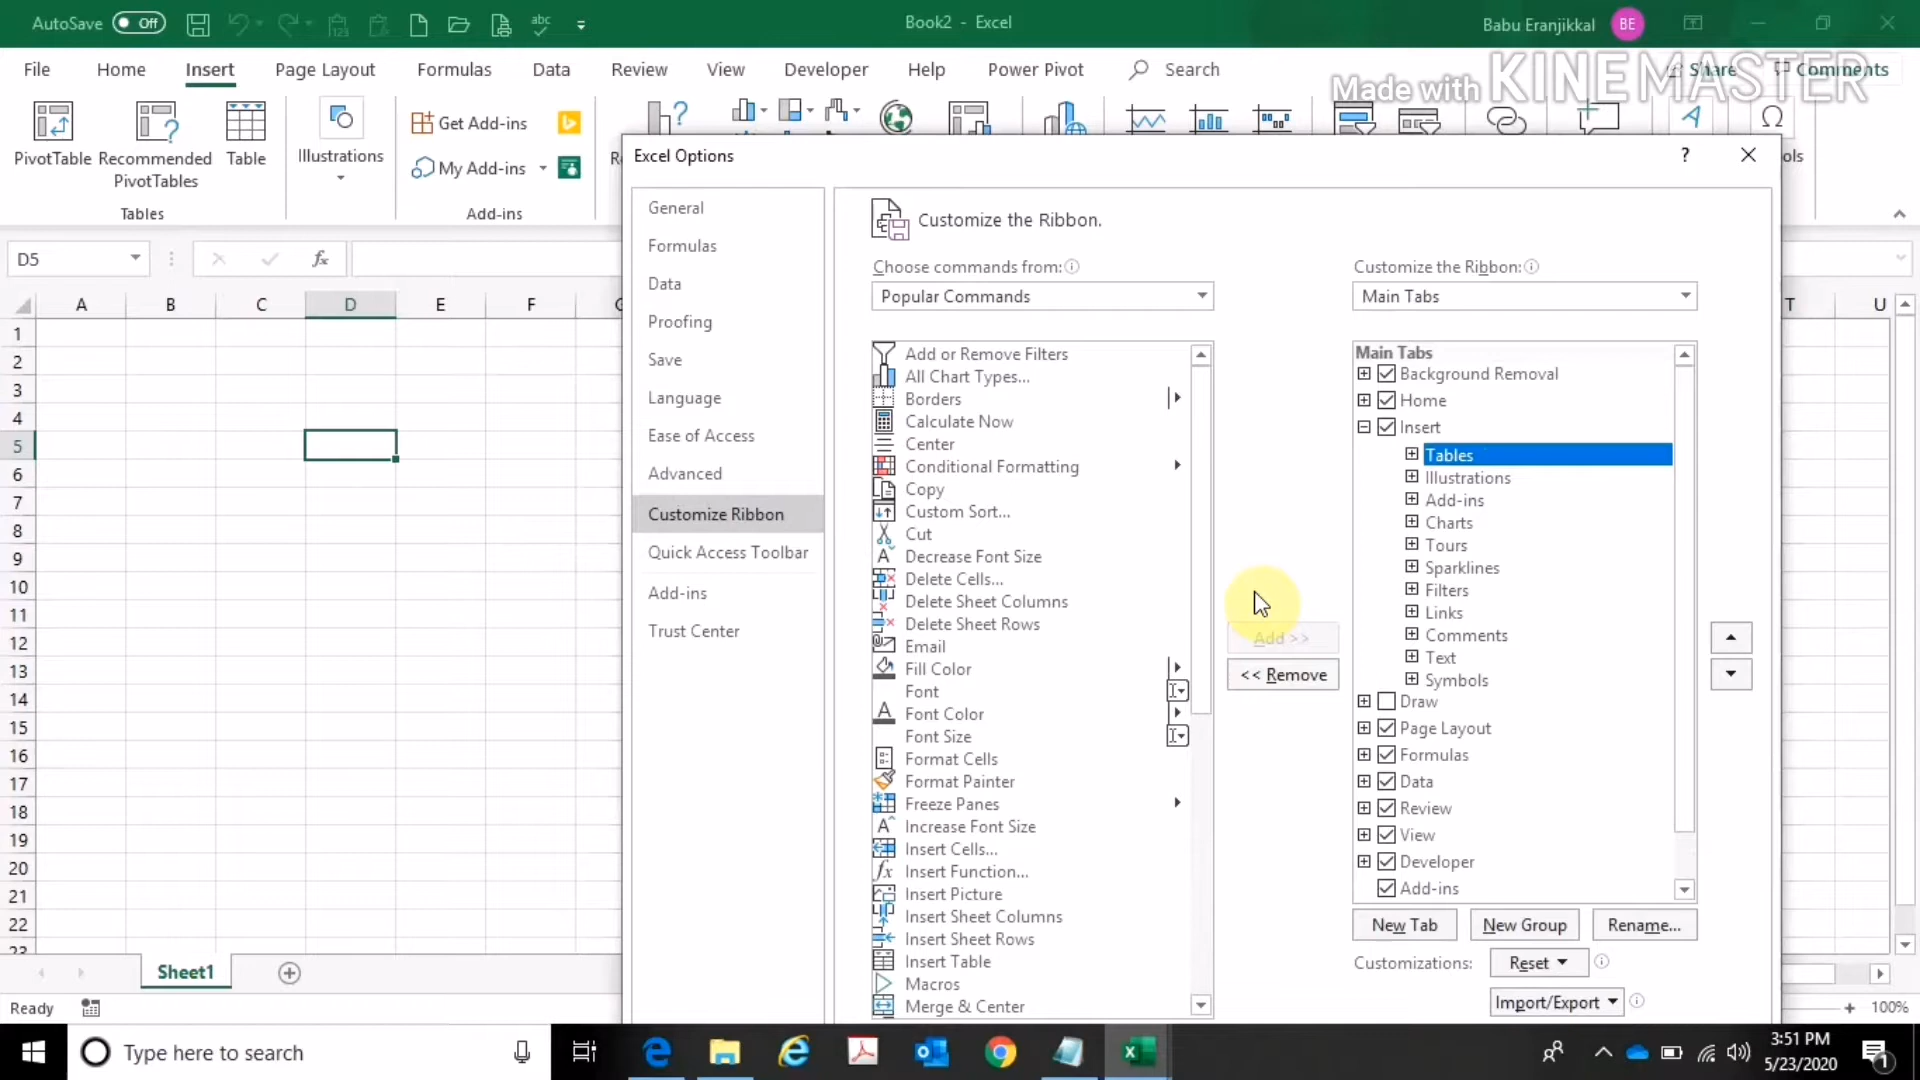 AutoSave Off
abc
Book2 - Excel
Babu Eranjikkal BE
File Home Insert Page Layout Formulas Data Review View Developer Help Power Pivot Search Share Comments
Made with KINEMASTER
PivotTable Recommended PivotTables Table
Illustrations
Get Add-ins
My Add-ins
Tables
Add-ins
D5
fx
A B C D E F T U
1
2
3
4
5
6
7
8
9
10
11
12
13
14
15
16
17
18
19
20
21
22
23
Excel Options ?
General
Formulas
Data
Proofing
Save
Language
Ease of Access
Advanced
Customize Ribbon
Quick Access Toolbar
Add-ins
Trust Center
Customize the Ribbon.
Choose commands from:
Popular Commands
Add or Remove Filters
All Chart Types...
Borders
Calculate Now
Center
Conditional Formatting
Copy
Custom Sort...
Cut
Decrease Font Size
Delete Cells...
Delete Sheet Columns
Delete Sheet Rows
Email
Fill Color
Font
Font Color
Font Size
Format Cells
Format Painter
Freeze Panes
Increase Font Size
Insert Cells...
Insert Function...
Insert Picture
Insert Sheet Columns
Insert Sheet Rows
Insert Table
Macros
Merge & Center
Add >>
<< Remove
Customize the Ribbon:
Main Tabs
Main Tabs
Background Removal
Home
Insert
Tables
Illustrations
Add-ins
Charts
Tours
Sparklines
Filters
Links
Comments
Text
Symbols
Draw
Page Layout
Formulas
Data
Review
View
Developer
Add-ins
New Tab New Group Rename...
Customizations: Reset
Import/Export
Sheet1
Ready
100%
Type here to search
3:51 PM
5/23/2020
1